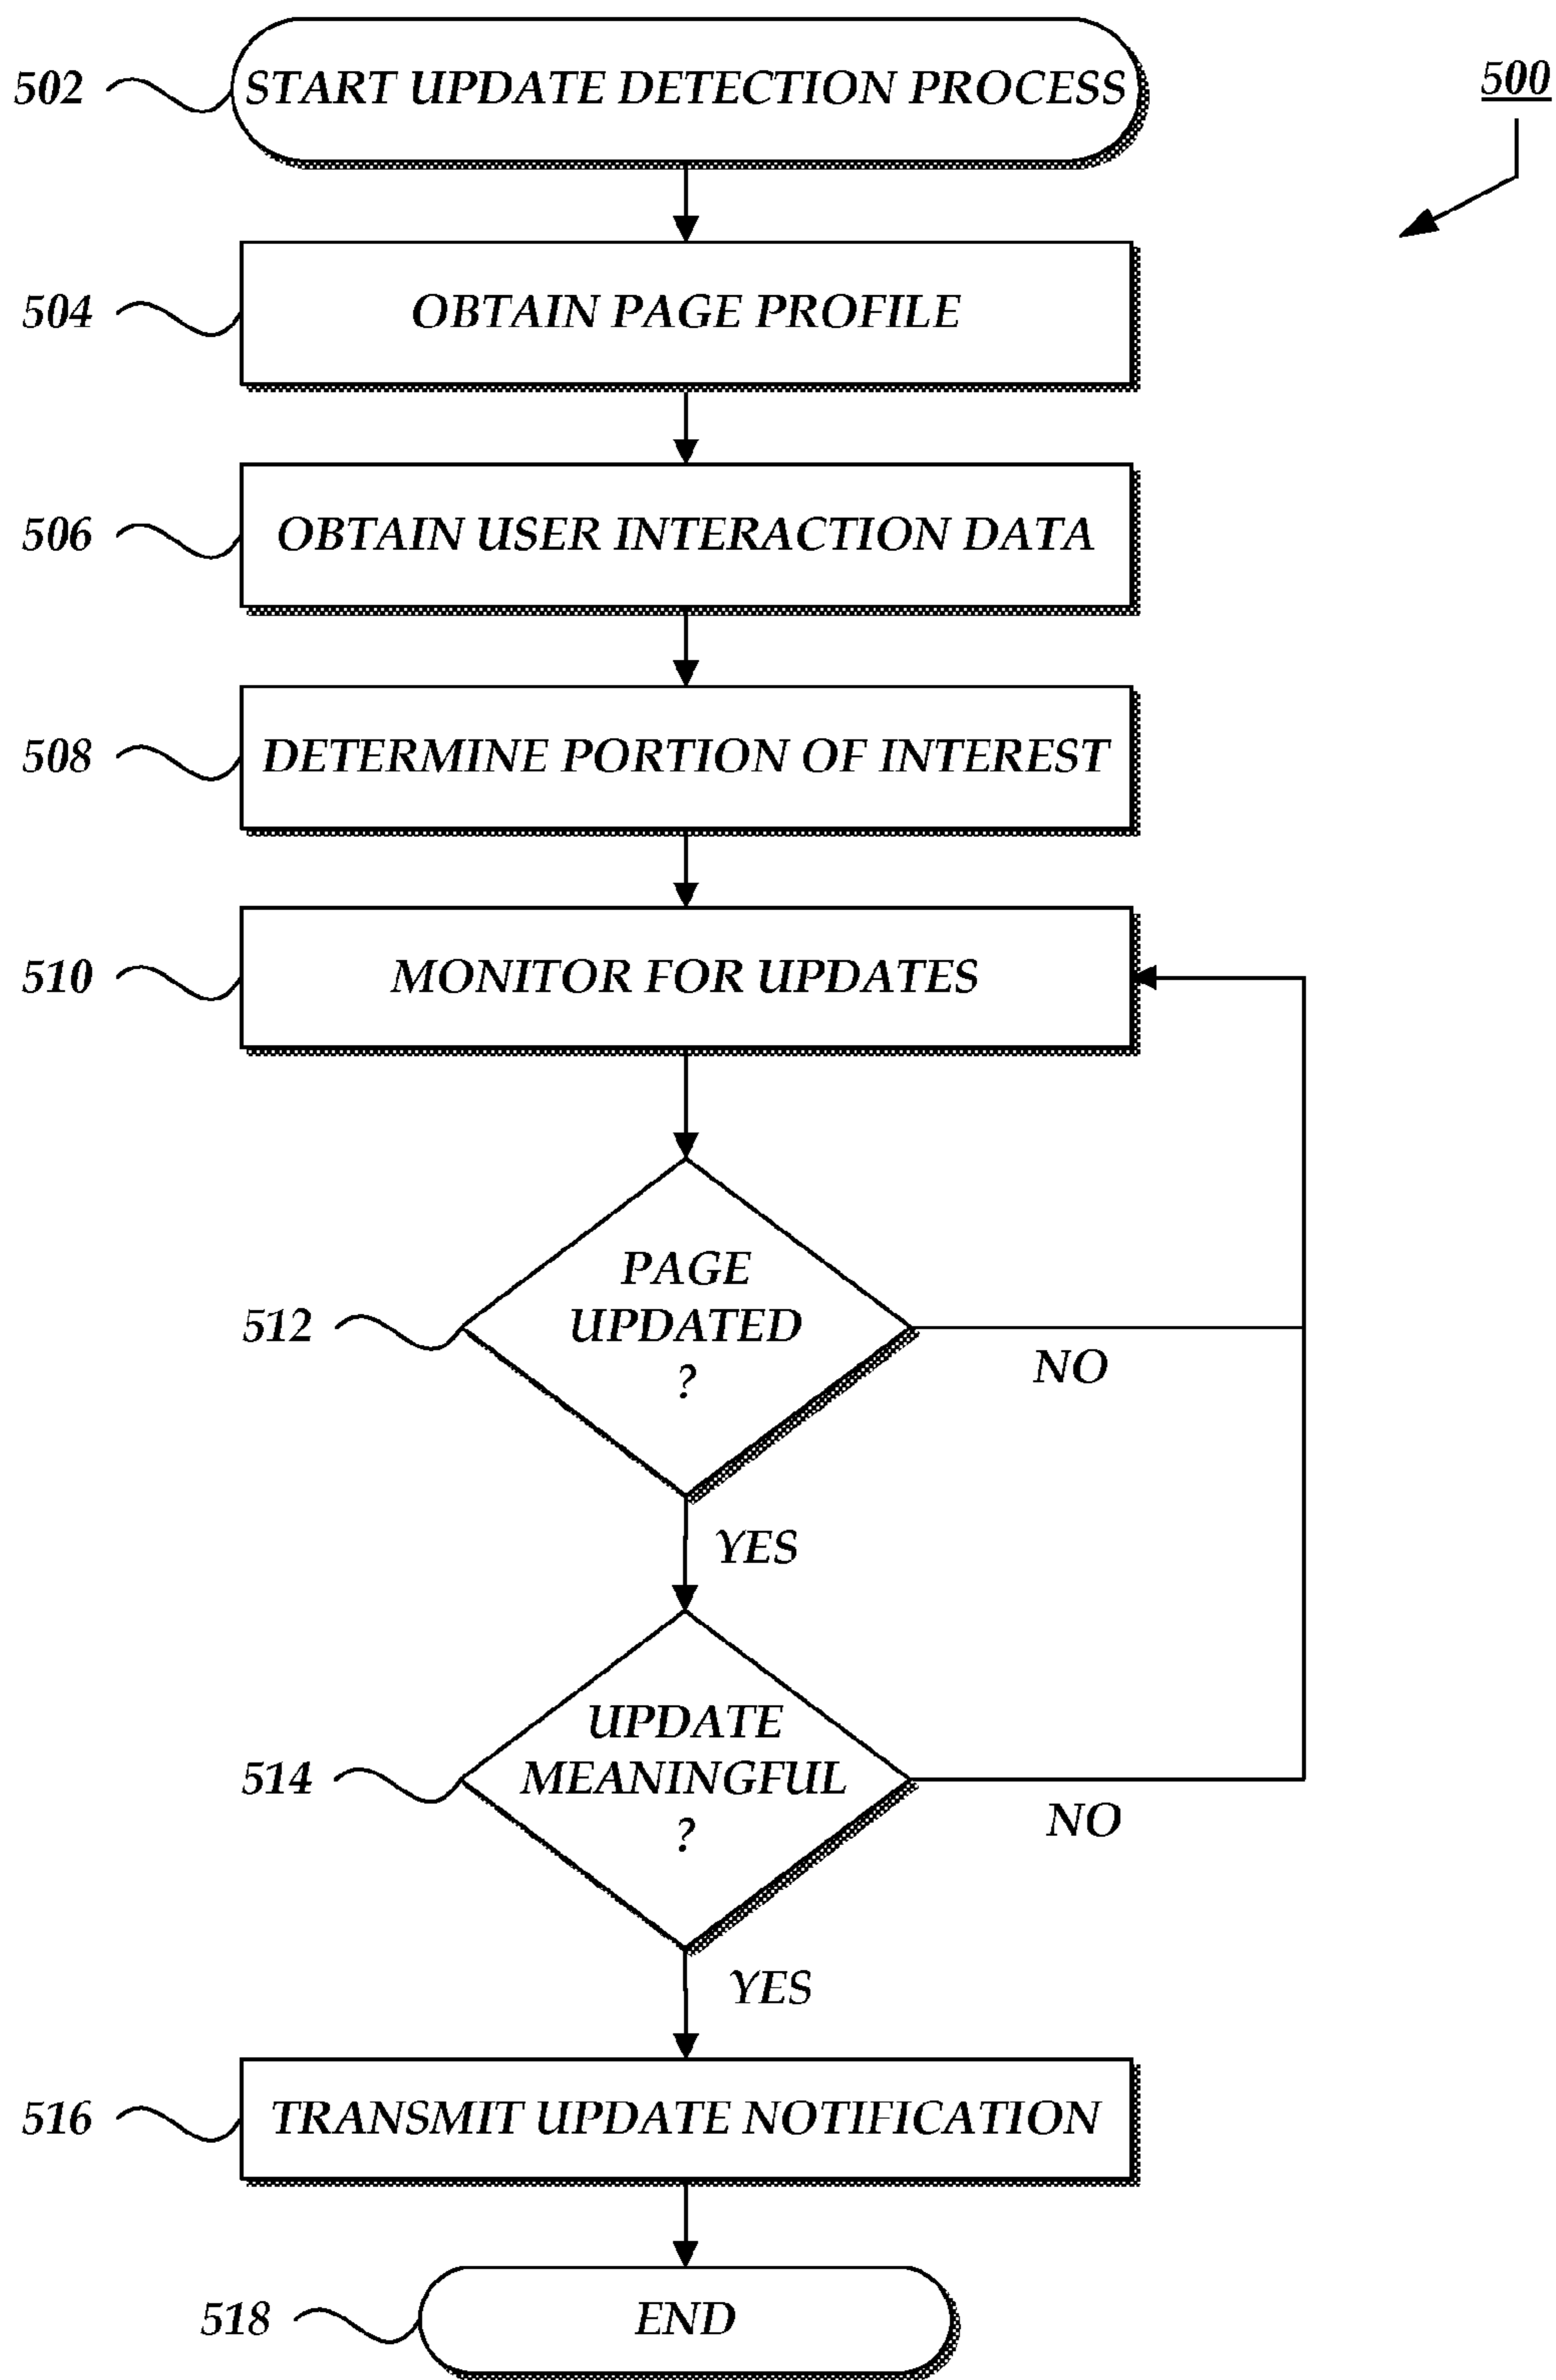 502
START UPDATE DETECTION PROCESS
500
504
OBTAIN PAGE PROFILE
506
OBTAIN USER INTERACTION DATA
508
DETERMINE PORTION OF INTEREST
510
MONITOR FOR UPDATES
512
PAGE
UPDATED
?
NO
YES
514
UPDATE
MEANINGFUL
?
NO
YES
516
TRANSMIT UPDATE NOTIFICATION
518
END